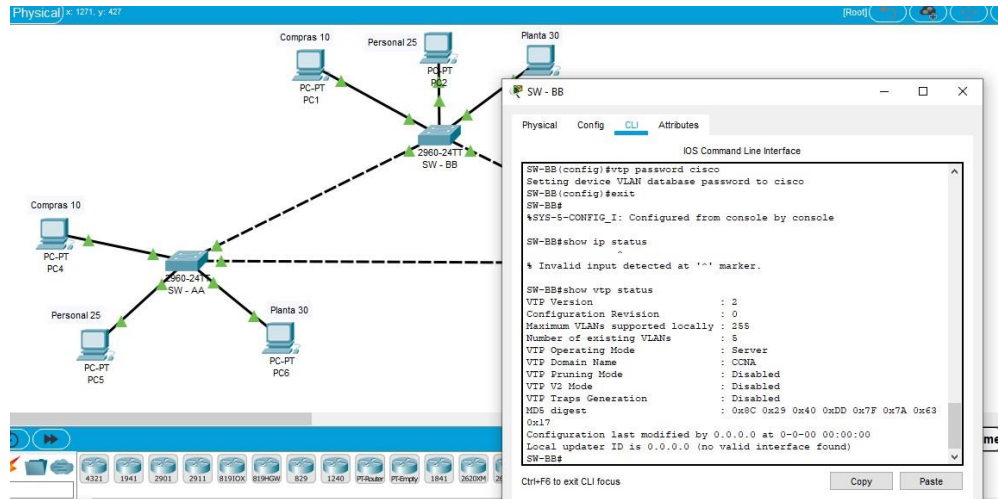 Physical x: 1271, y: 427
[Root]
Compras 10
Personal 25
Planta 30
PC-PT
PC1
PC-PT
PC2
2960-24TT
SW - BB
Compras 10
PC-PT
PC4
2960-24TT
SW - AA
Personal 25
Planta 30
PC-PT
PC5
PC-PT
PC6
SW - BB
Physical Config CLI Attributes
IOS Command Line Interface
SW-BB(config)#vtp password cisco
Setting device VLAN database password to cisco
SW-BB(config)#exit
SW-BB#
%SYS-5-CONFIG_I: Configured from console by console
SW-BB#show ip status
^
% Invalid input detected at '^' marker.
SW-BB#show vtp status
VTP Version : 2
Configuration Revision : 0
Maximum VLANs supported locally : 255
Number of existing VLANs : 5
VTP Operating Mode : Server
VTP Domain Name : CCNA
VTP Pruning Mode : Disabled
VTP V2 Mode : Disabled
VTP Traps Generation : Disabled
MD5 digest : 0x8C 0x29 0x40 0xDD 0x7F 0x7A 0x63
0x17
Configuration last modified by 0.0.0.0 at 0-0-00 00:00:00
Local updater ID is 0.0.0.0 (no valid interface found)
SW-BB#
Ctrl+F6 to exit CLI focus
Copy Paste
me
4321 1941 2901 2911 819IOX 819HGW 829 1240 PT-Router PT-Empty 1841 2620XM